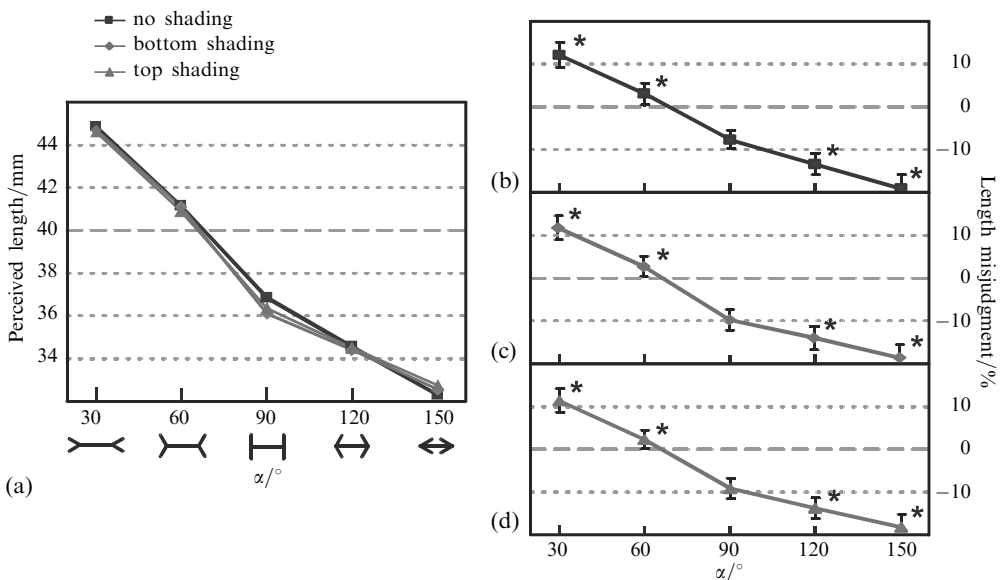 no shading
bottom shading
top shading
Perceived length/mm
44
42
40
38
36
34
30 60 90 120 150
α/°
(a)
(b)
10
0
−10
(c)
10
0
−10
(d)
10
0
−10
Length misjudgment/%
30 60 90 120 150
α/°
* * * *
* * * *
* * * *